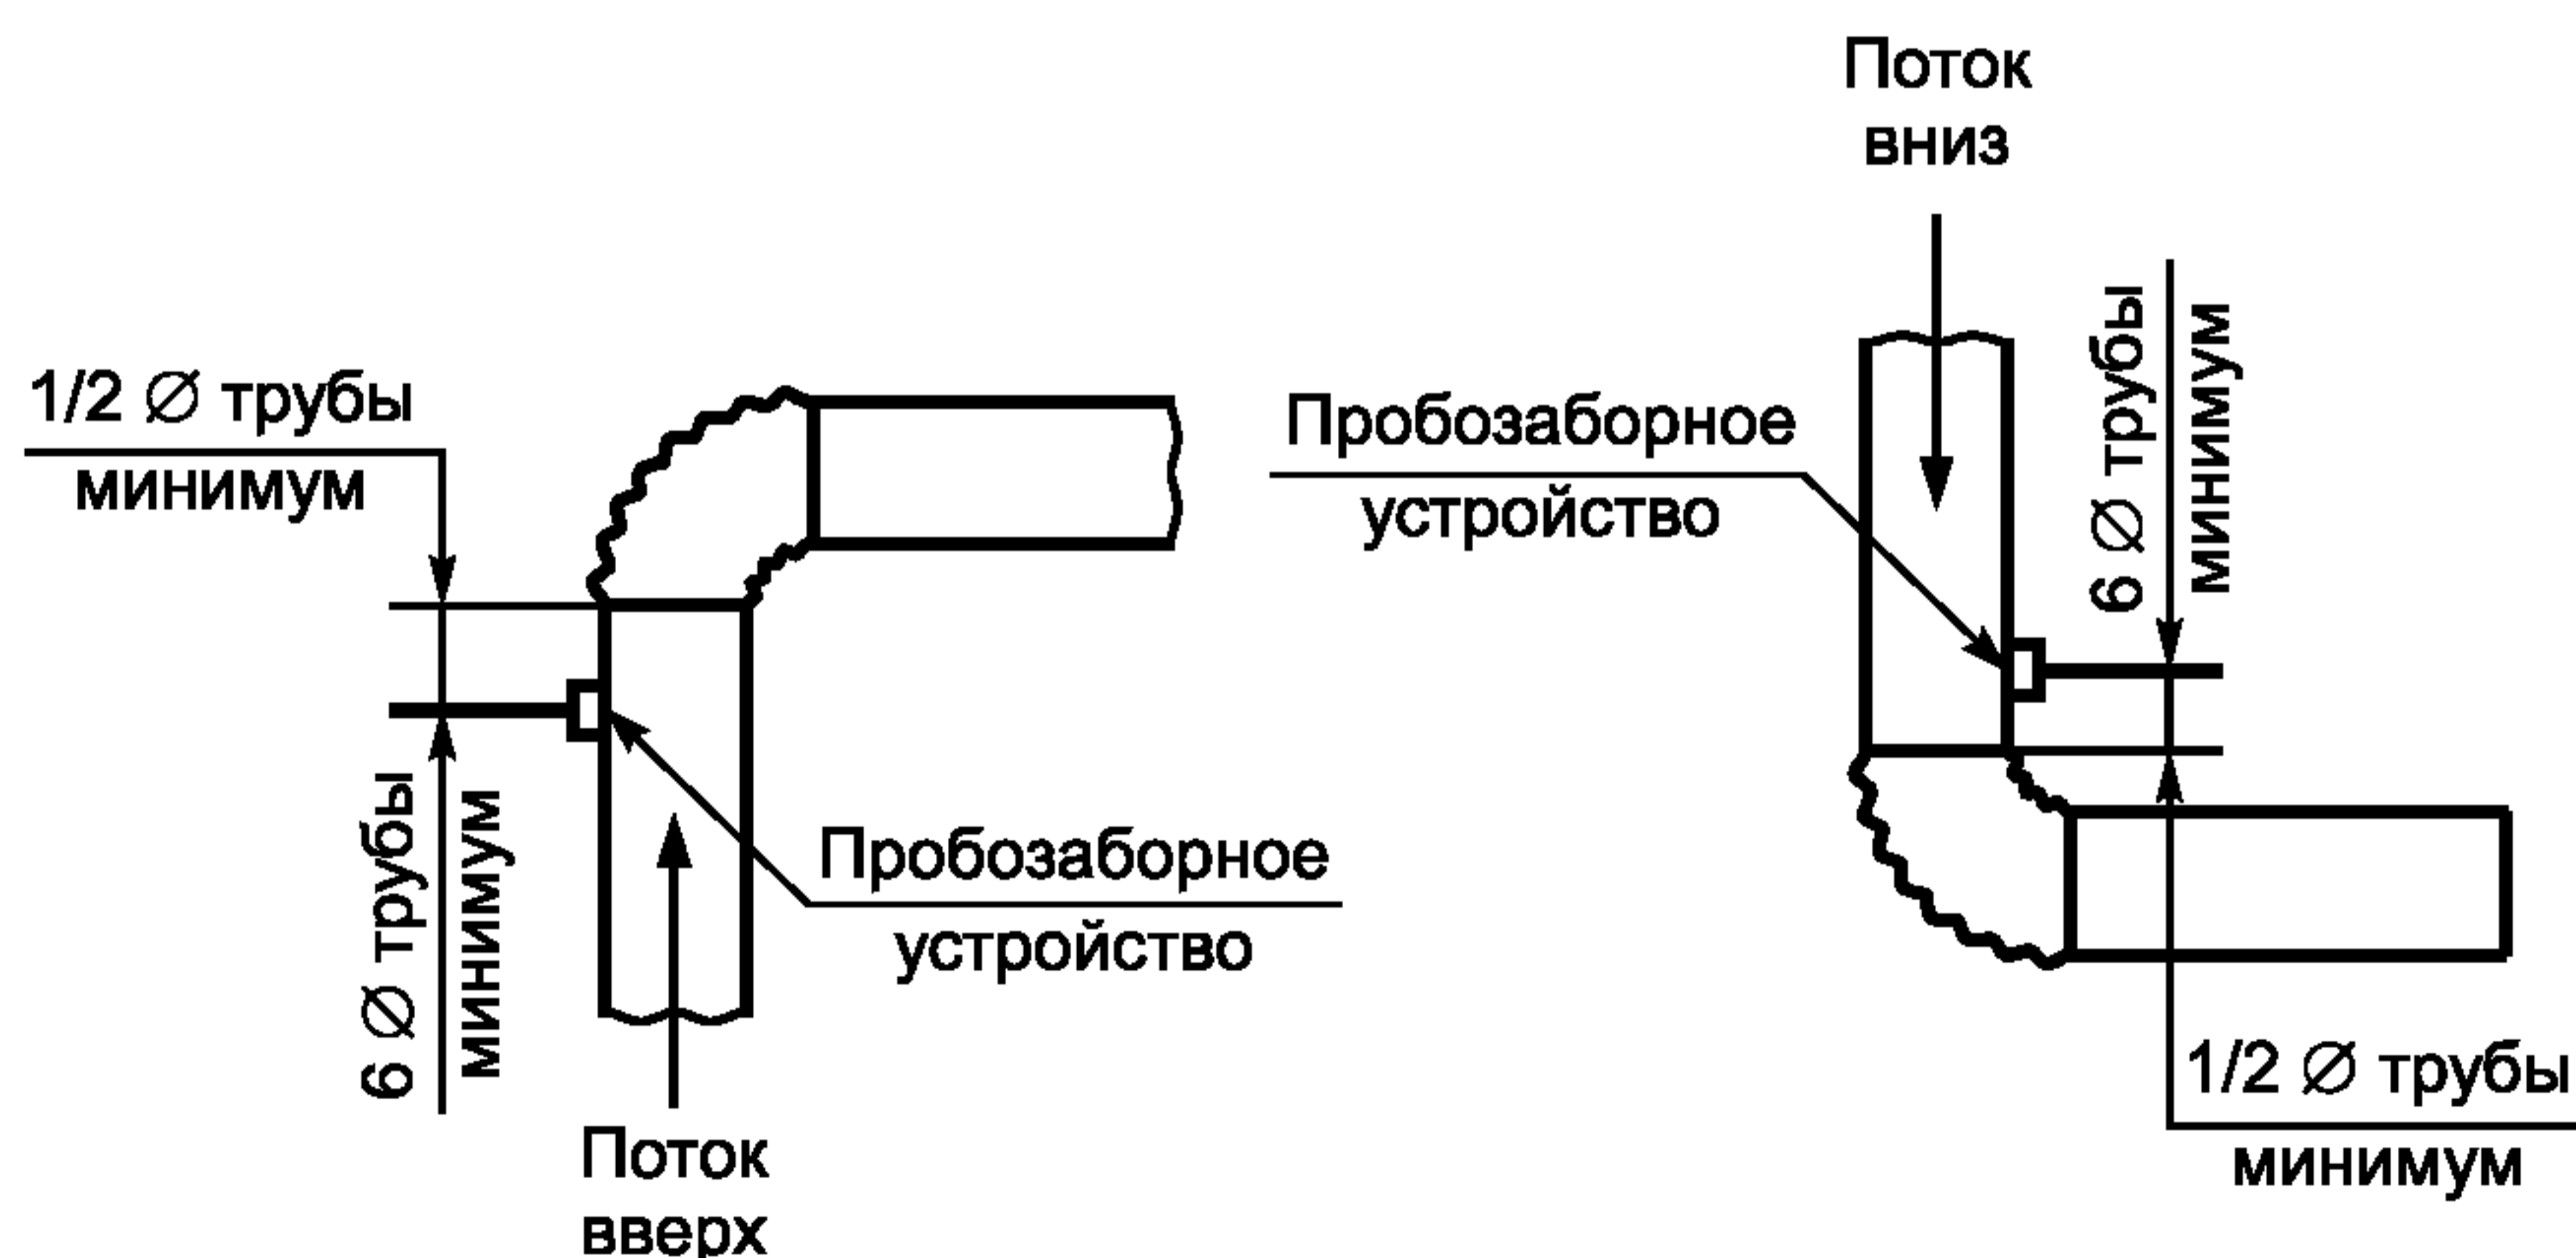 1/2 ∅ трубы
минимум
6 ∅ трубы
минимум
Пробозаборное
устройство
Поток
вверх
Поток
вниз
Пробозаборное
устройство
6 ∅ трубы
минимум
1/2 ∅ трубы
минимум